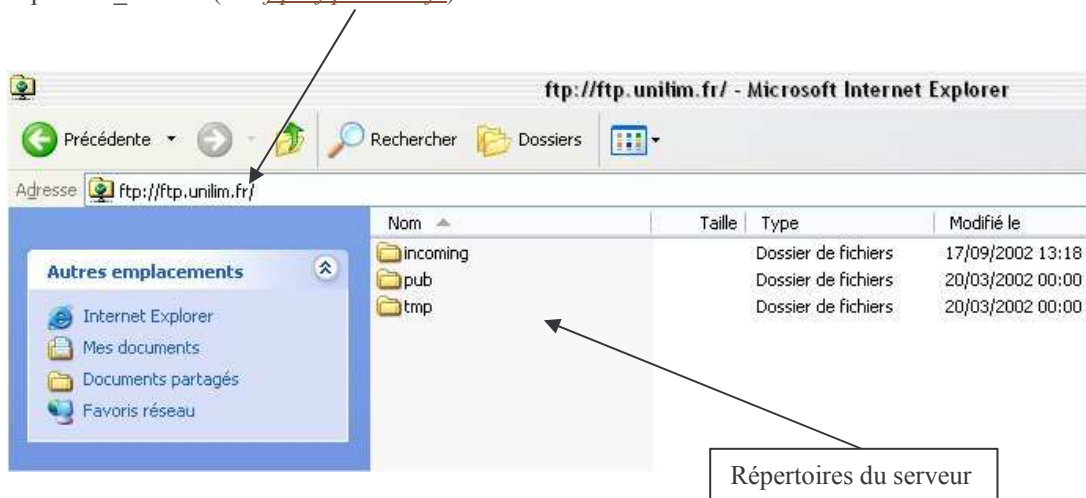 ftp://ftp.unilim.fr/ - Microsoft Internet Explorer
Précédente Rechercher Dossiers
Adresse ftp://ftp.unilim.fr/
Nom Taille Type Modifié le
incoming Dossier de fichiers 17/09/2002 13:18
pub Dossier de fichiers 20/03/2002 00:00
tmp Dossier de fichiers 20/03/2002 00:00
Autres emplacements
Internet Explorer
Mes documents
Documents partagés
Favoris réseau
Répertoires du serveur